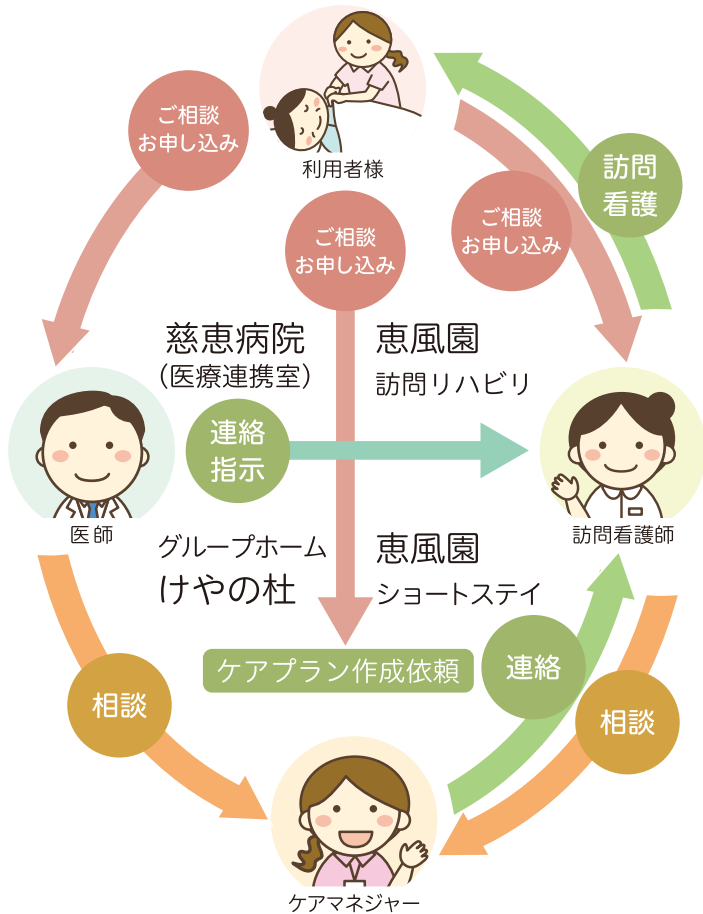 ご相談
お申し込み
利用者様
訪問
看護
ご相談
お申し込み
ご相談
お申し込み
慈恵病院
（医療連携室）
恵風園
訪問リハビリ
連絡
指示
医師
訪問看護師
グループホーム
けやの杜
恵風園
ショートステイ
ケアプラン作成依頼
連絡
相談
相談
ケアマネジャー